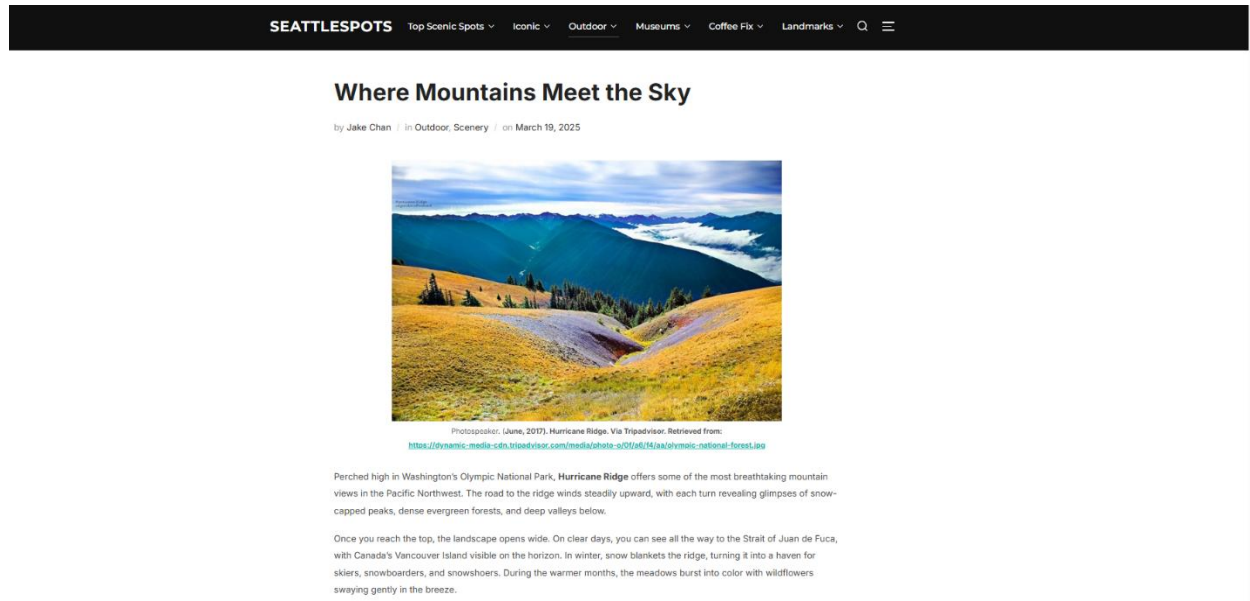 SEATTLESPOTS Top Scenic Spots Iconic Outdoor Museums Coffee Fix Landmarks
Where Mountains Meet the Sky
by Jake Chan / in Outdoor, Scenery / on March 19, 2025
Photospeaker. (June, 2017). Hurricane Ridge. Via Tripadvisor. Retrieved from:
https://dynamic-media-cdn.tripadvisor.com/media/photo-o/0f/a6/f4/aa/olympic-national-forest.jpg
Perched high in Washington's Olympic National Park, Hurricane Ridge offers some of the most breathtaking mountain
views in the Pacific Northwest. The road to the ridge winds steadily upward, with each turn revealing glimpses of snow-
capped peaks, dense evergreen forests, and deep valleys below.
Once you reach the top, the landscape opens wide. On clear days, you can see all the way to the Strait of Juan de Fuca,
with Canada's Vancouver Island visible on the horizon. In winter, snow blankets the ridge, turning it into a haven for
skiers, snowboarders, and snowshoers. During the warmer months, the meadows burst into color with wildflowers
swaying gently in the breeze.